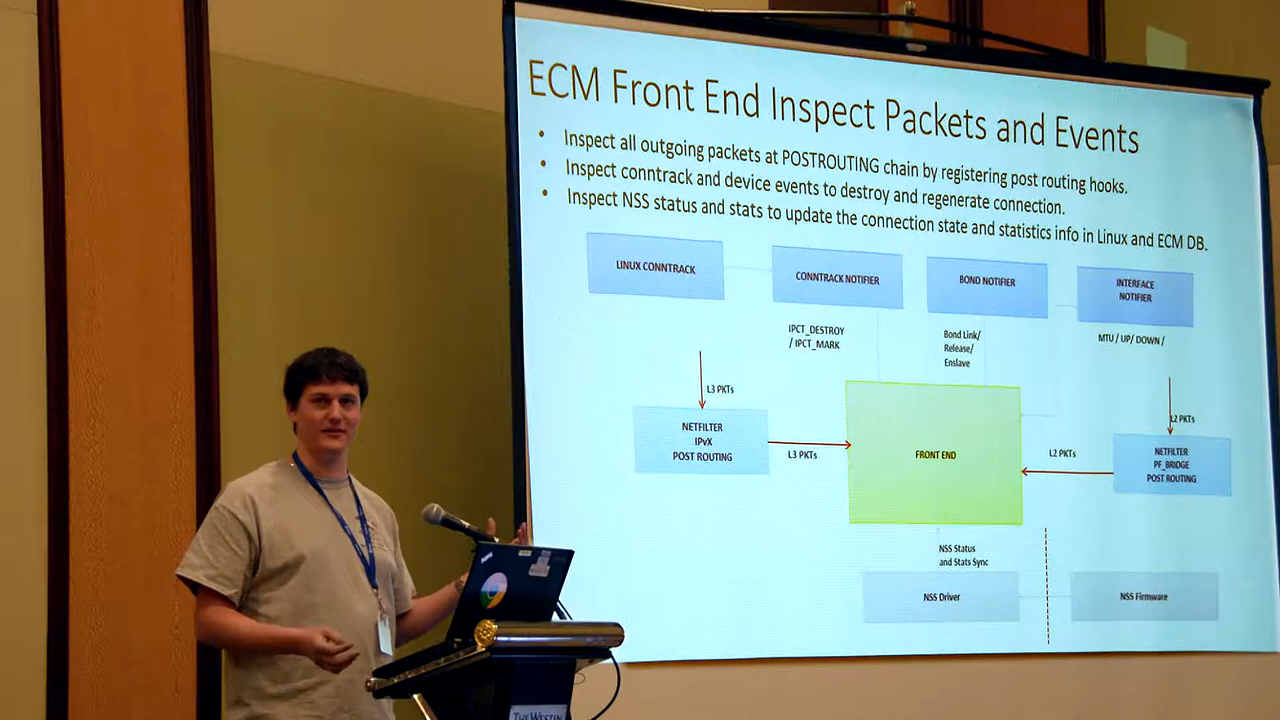 ECM Front End Inspect Packets and Events
• Inspect all outgoing packets at POSTROUTING chain by registering post routing hooks.
• Inspect conntrack and device events to destroy and regenerate connection.
• Inspect NSS status and stats to update the connection state and statistics info in Linux and ECM DB.
LINUX CONNTRACK
CONNTRACK NOTIFIER
BOND NOTIFIER
INTERFACE
NOTIFIER
IPCT_DESTROY
/ IPCT_MARK
Bond Link/
Release/
Enslave
MTU / UP/ DOWN /
L3 PKTs
L2 PKTs
NETFILTER
IPvX
POST ROUTING
L3 PKTs
FRONT END
L2 PKTs
NETFILTER
PF_BRIDGE
POST ROUTING
NSS Status
and Stats Sync
NSS Driver
NSS Firmware
THE WESTIN